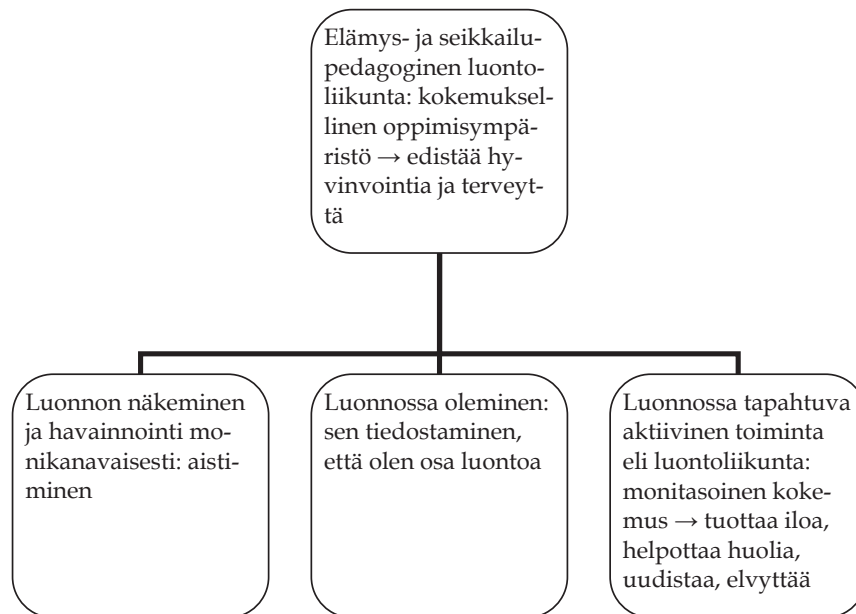 Elämys- ja seikkailu-
pedagoginen luonto-
liikunta: kokemuksel-
linen oppimisympä-
ristö → edistää hy-
vinvointia ja terveyt-
tä
Luonnon näkeminen
ja havainnointi mo-
nikanavaisesti: aisti-
minen
Luonnossa oleminen:
sen tiedostaminen,
että olen osa luontoa
Luonnossa tapahtuva
aktiivinen toiminta
eli luontoliikunta:
monitasoinen koke-
mus → tuottaa iloa,
helpottaa huolia,
uudistaa, elvyttää